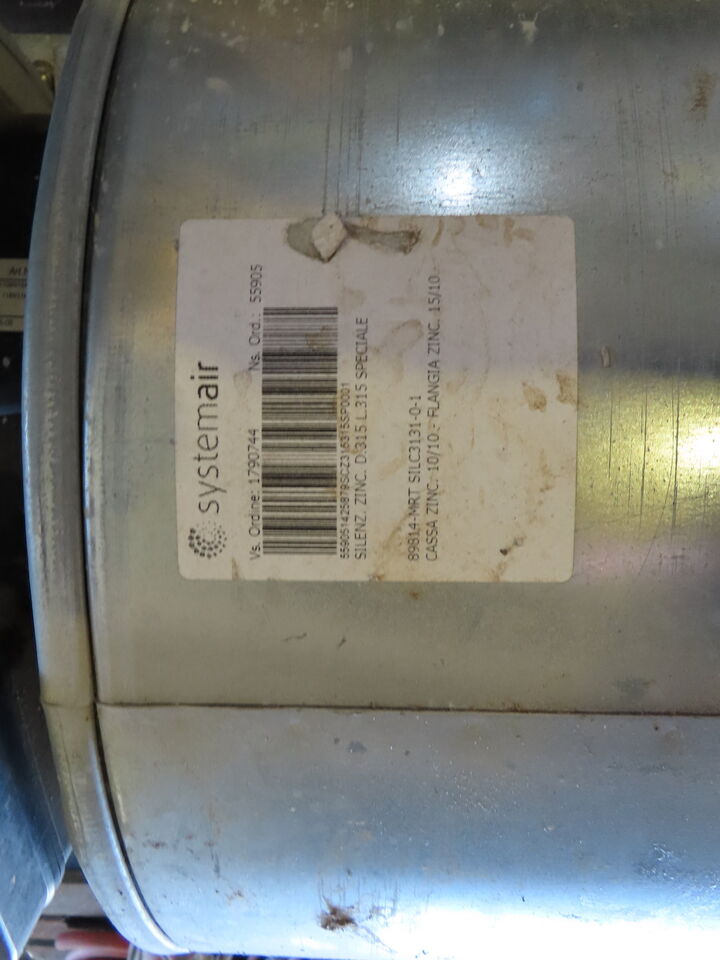 systemair
Vs. Ordine: 1790744 Ns. Ord.: 55905
SILENZ. ZINC. D.315 L.315 SPECIALE
89814-MRT SILC3131-0-1
CASSA ZINC. 10/10 - FLANGIA ZINC. 15/10
Art.